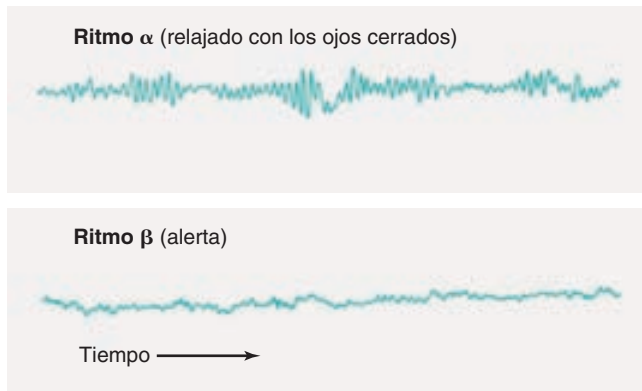 Ritmo α (relajado con los ojos cerrados)
Ritmo β (alerta)
Tiempo